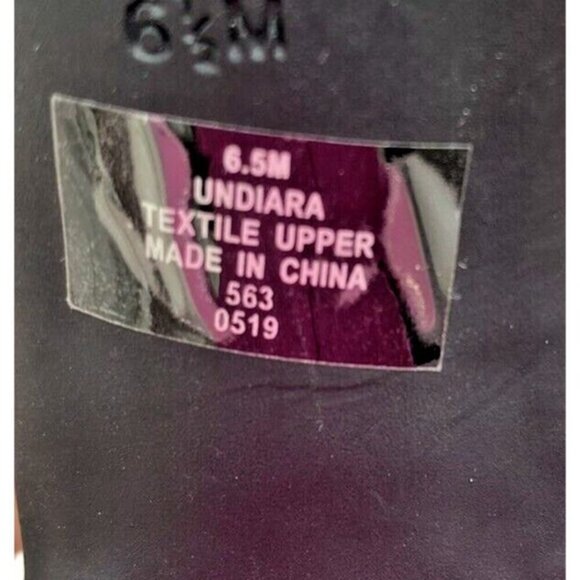 6½M
6.5M
UNDIARA
TEXTILE UPPER
MADE IN CHINA
563
0519